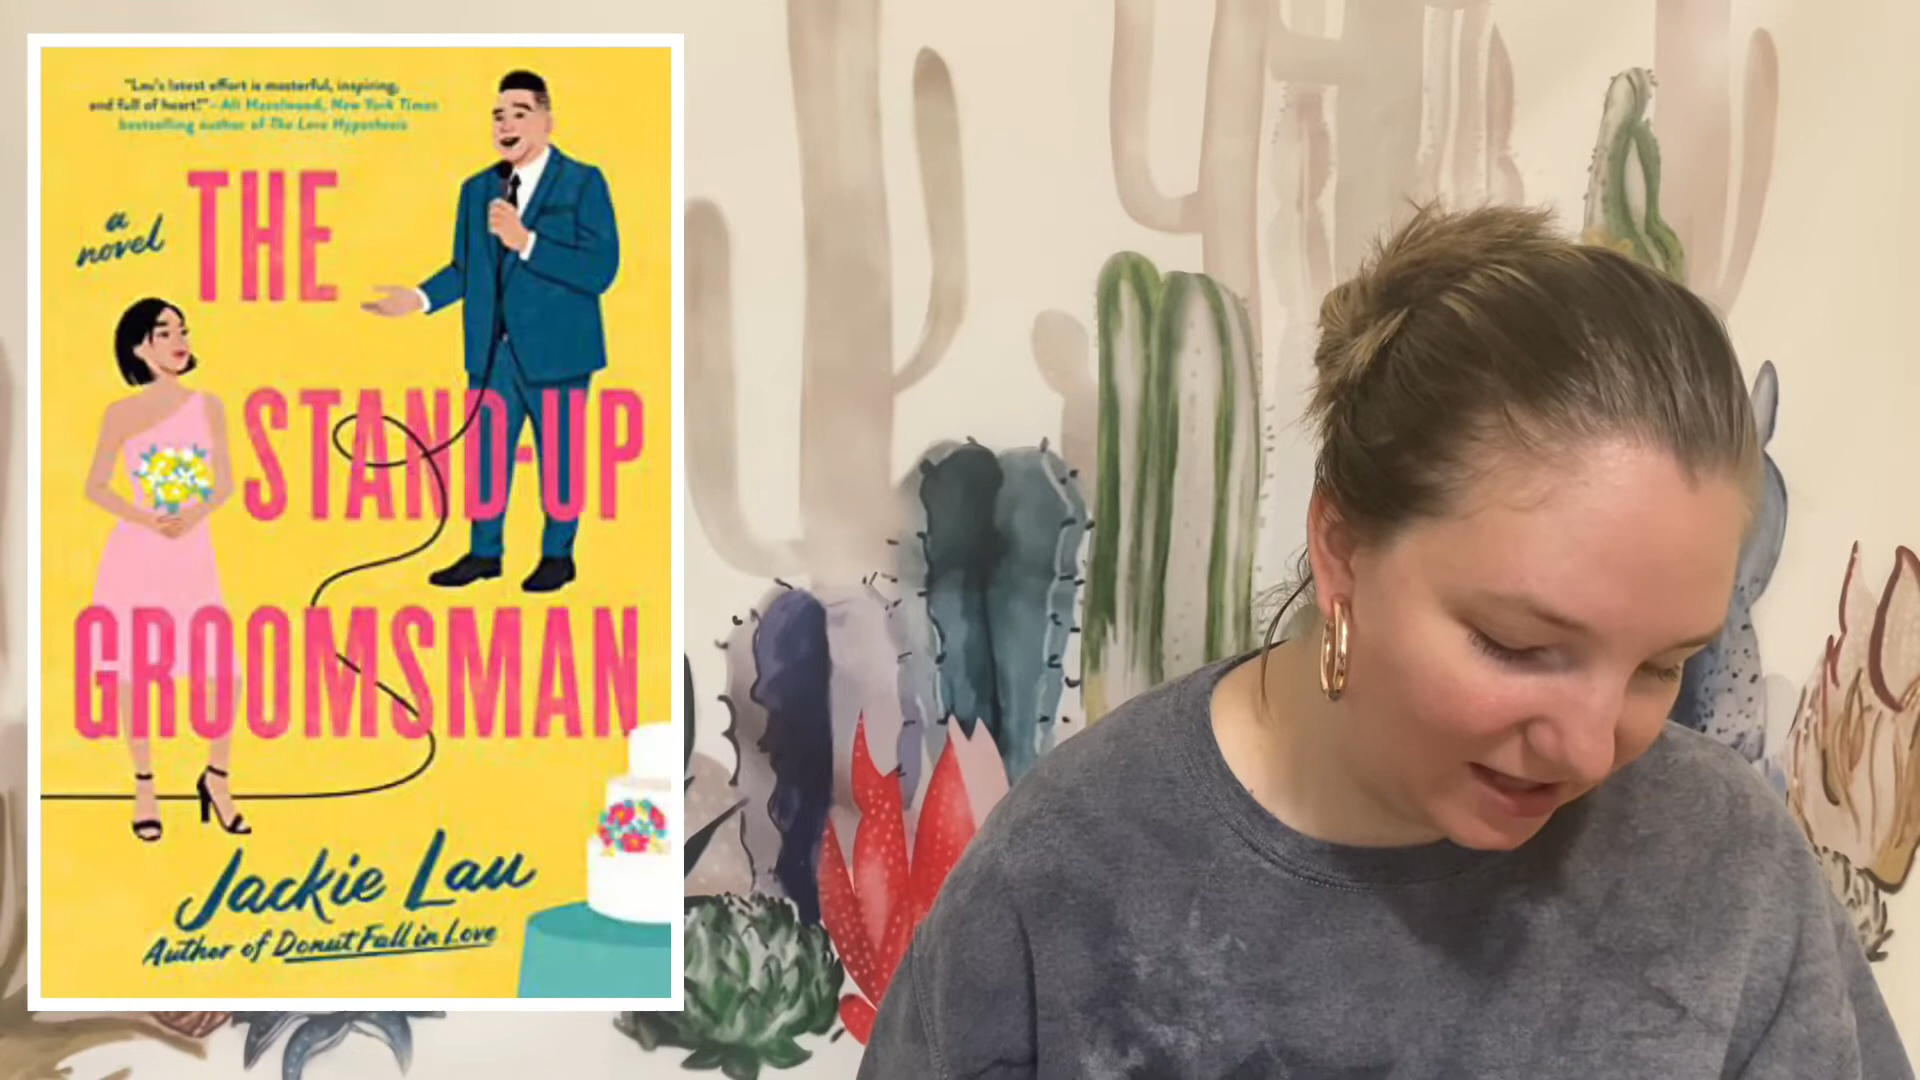 "Lau's latest effort is masterful, inspiring,
and full of heart!" - Ali Hazelwood, New York Times
bestselling author of The Love Hypothesis
a
novel
THE
STAND-UP
GROOMSMAN
Jackie Lau
Author of Donut Fall in Love